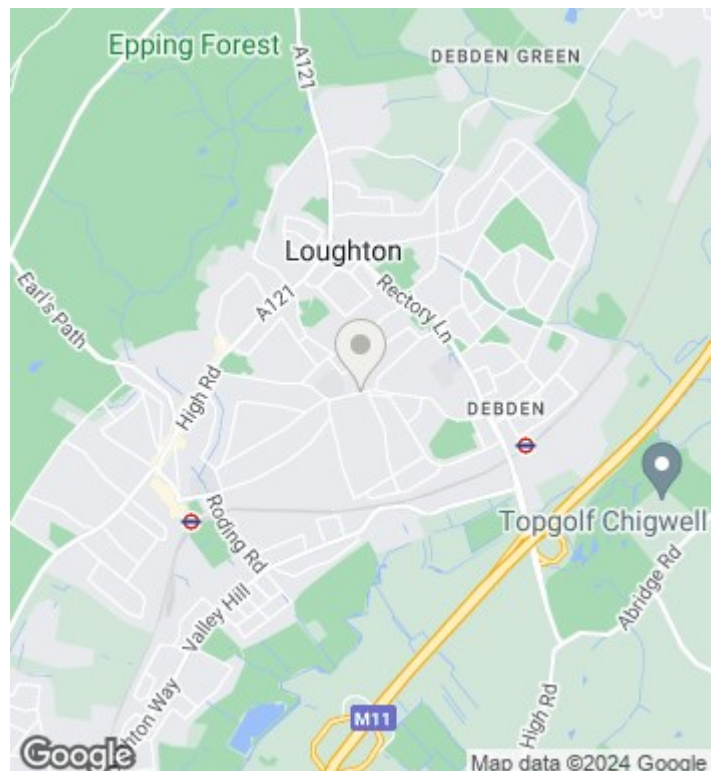 Epping Forest
A121
DEBDEN GREEN
Loughton
Earl's Path
A121
Rectory Ln
High Rd
DEBDEN
Roding Rd
Topgolf Chigwell
Valley Hill
Abridge Rd
High Rd
M11
Way
Google
Map data ©2024 Google